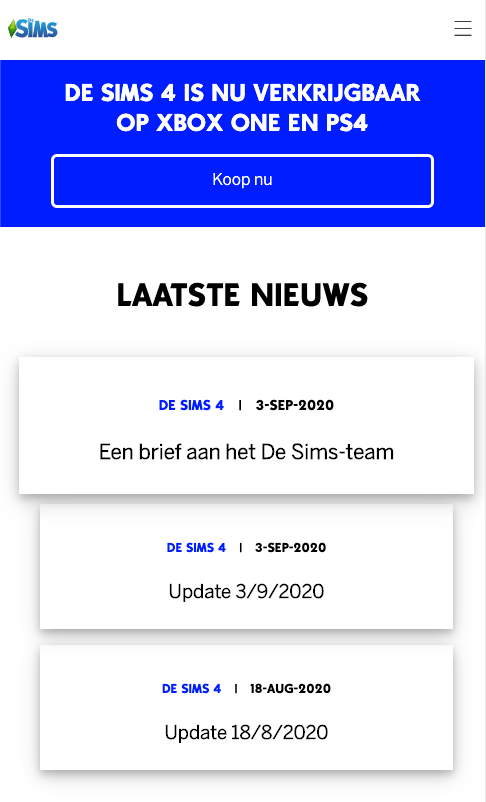 De Sims
DE SIMS 4 IS NU VERKRIJGBAAR
OP XBOX ONE EN PS4
Koop nu
LAATSTE NIEUWS
DE SIMS 4 | 3-SEP-2020
Een brief aan het De Sims-team
DE SIMS 4 | 3-SEP-2020
Update 3/9/2020
DE SIMS 4 | 18-AUG-2020
Update 18/8/2020